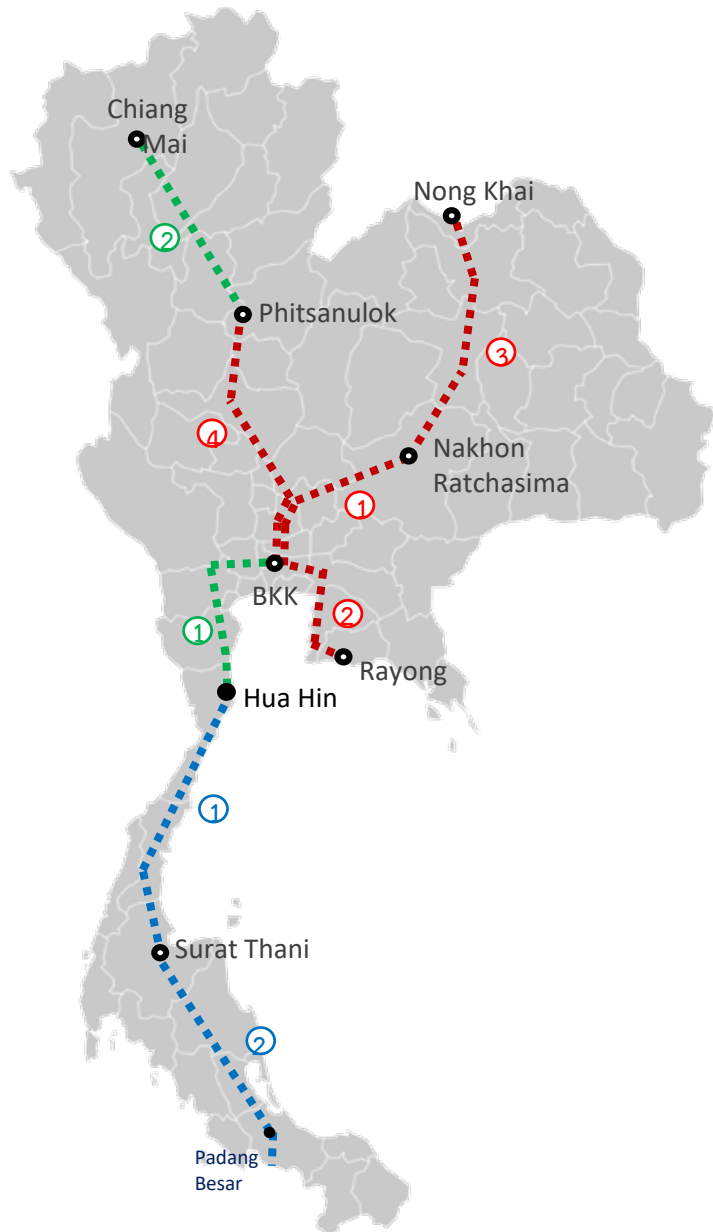 Chiang
Mai
2
Nong Khai
Phitsanulok
3
4
Nakhon
Ratchasima
1
BKK
2
1
Rayong
Hua Hin
1
Surat Thani
2
Padang
Besar